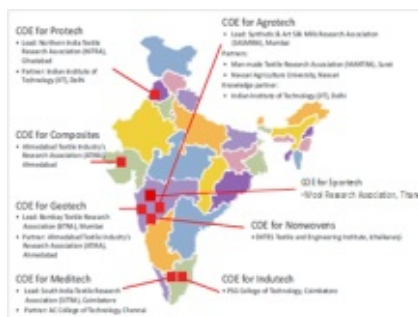 COE for Protech
• Lead: Northern India Textile
Research Association (NITRA),
Ghaziabad
• Partner: Indian Institute of
Technology (IIT), Delhi
COE for Agrotech
• Lead: Synthetic & Art Silk Mills Research Association
(SASMIRA), Mumbai
Partners:
• Man-made Textile Research Association (MANTRA), Surat
• Navsari Agriculture University, Navsari
Knowledge partner:
• Indian Institute of Technology (IIT), Delhi
COE for Composites
• Ahmedabad Textile Industry's
Research Association (ATIRA),
Ahmedabad
COE for Sportech
•Wool Research Association, Thane
COE for Geotech
• Lead: Bombay Textile Research
Association (BTRA), Mumbai
• Partner: Ahmedabad Textile Industry's
Research Association (ATIRA),
Ahmedabad
COE for Nonwovens
• DKTES Textile and Engineering Institute, Ichalkaranji
COE for Meditech
• Lead: South India Textile Research
Association (SITRA), Coimbatore
• Partner: AC College of Technology, Chennai
COE for Indutech
• PSG College of Technology, Coimbatore